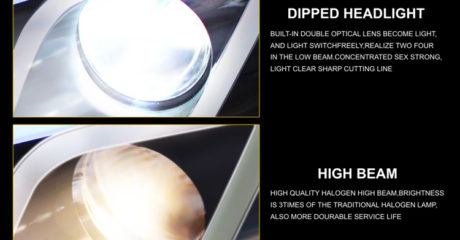 DIPPED HEADLIGHT
BUILT-IN DOUBLE OPTICAL LENS BECOME LIGHT,
AND LIGHT SWITCHFREELY,REALIZE TWO FOUR
IN THE LOW BEAM.CONCENTRATED SEX STRONG,
LIGHT CLEAR SHARP CUTTING LINE
HIGH BEAM
HIGH QUALITY HALOGEN HIGH BEAM,BRIGHTNESS
IS 3TIMES OF THE TRADITIONAL HALOGEN LAMP,
ALSO MORE DOURABLE SERVICE LIFE